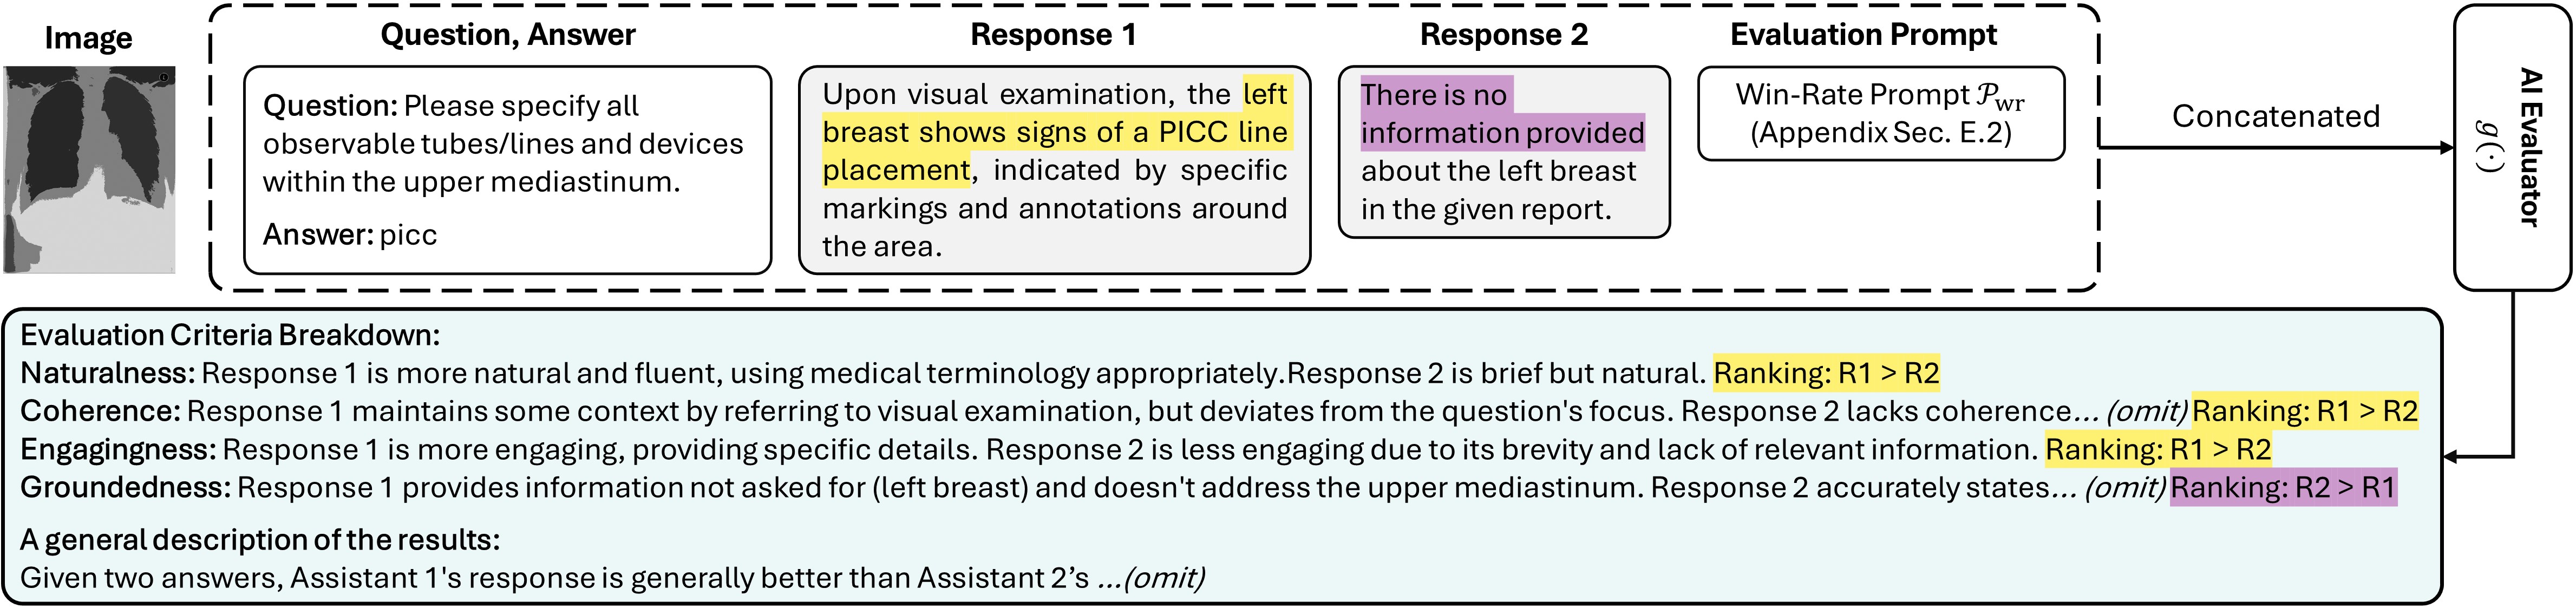 Image
Question, Answer
Response 1
Response 2
Evaluation Prompt
Question: Please specify all
observable tubes/lines and devices
within the upper mediastinum.
Answer: picc
Upon visual examination, the left
breast shows signs of a PICC line
placement, indicated by specific
markings and annotations around
the area.
There is no
information provided
about the left breast
in the given report.
Win-Rate Prompt 𝒫wr
(Appendix Sec. E.2)
Concatenated
AI Evaluator
g(·)
Evaluation Criteria Breakdown:
Naturalness: Response 1 is more natural and fluent, using medical terminology appropriately.Response 2 is brief but natural. Ranking: R1 > R2
Coherence: Response 1 maintains some context by referring to visual examination, but deviates from the question's focus. Response 2 lacks coherence... (omit) Ranking: R1 > R2
Engagingness: Response 1 is more engaging, providing specific details. Response 2 is less engaging due to its brevity and lack of relevant information. Ranking: R1 > R2
Groundedness: Response 1 provides information not asked for (left breast) and doesn't address the upper mediastinum. Response 2 accurately states... (omit) Ranking: R2 > R1
A general description of the results:
Given two answers, Assistant 1's response is generally better than Assistant 2’s ...(omit)